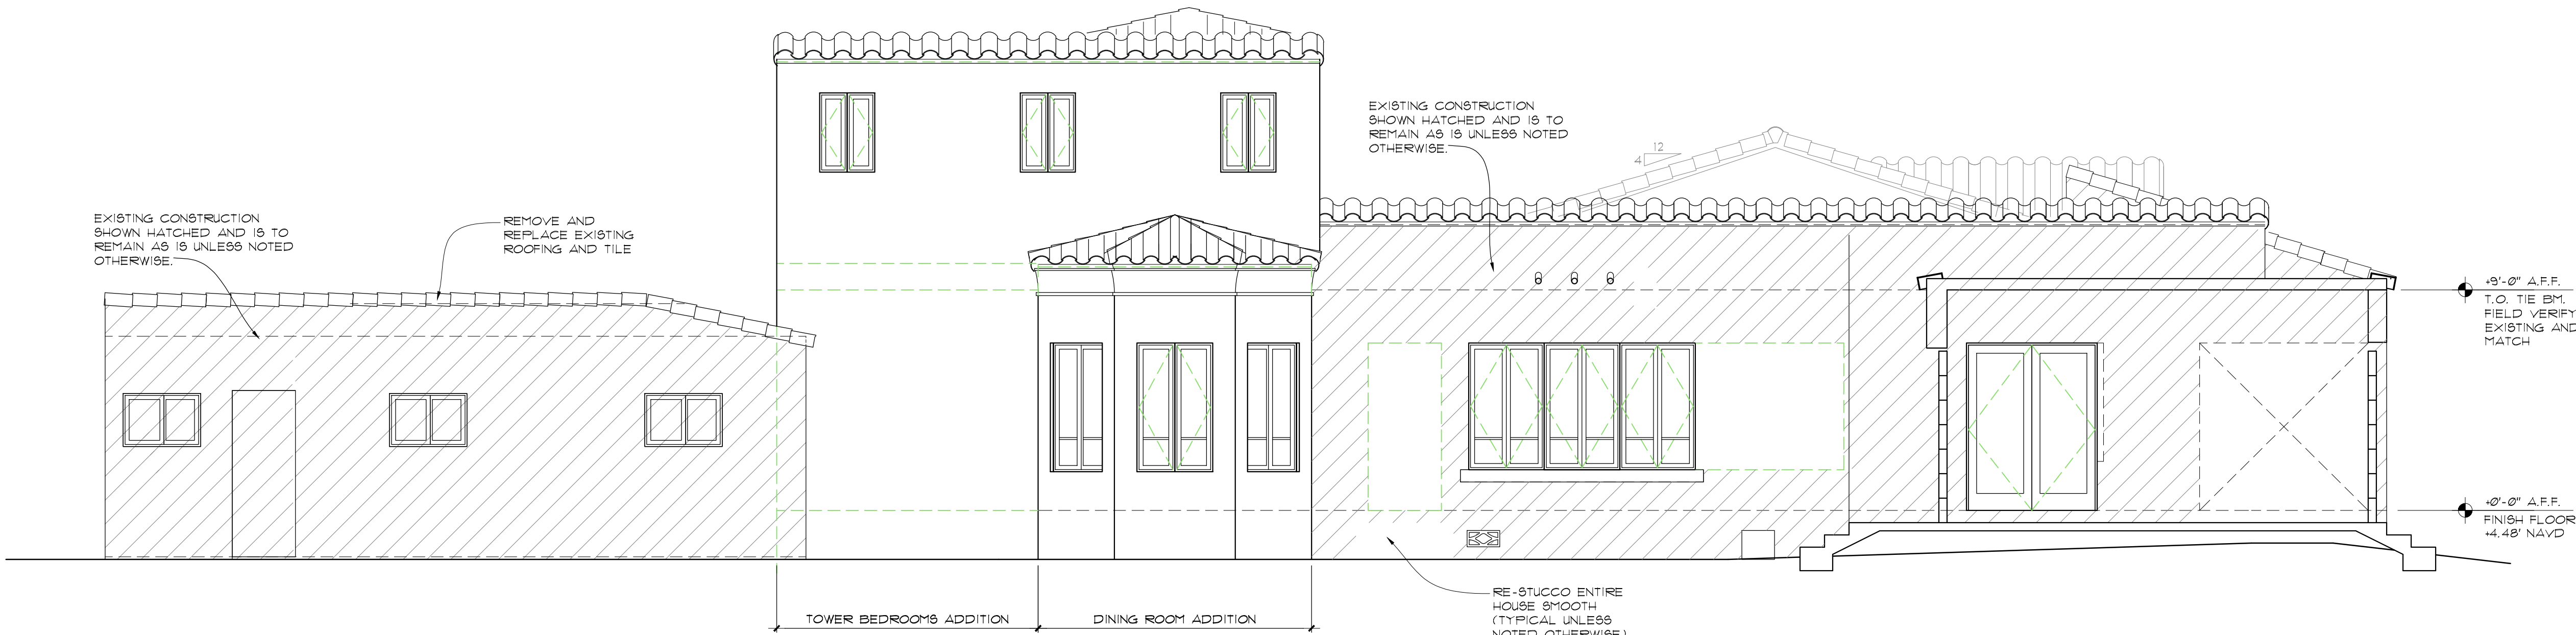 EXISTING CONSTRUCTION
SHOWN HATCHED AND IS TO
REMAIN AS IS UNLESS NOTED
OTHERWISE.
REMOVE AND
REPLACE EXISTING
ROOFING AND TILE
EXISTING CONSTRUCTION
SHOWN HATCHED AND IS TO
REMAIN AS IS UNLESS NOTED
OTHERWISE.
12
4
+9'-0" A.F.F.
T.O. TIE BM.
FIELD VERIFY
EXISTING AND
MATCH
+0'-0" A.F.F.
FINISH FLOOR
+4.48' NAVD
TOWER BEDROOMS ADDITION
DINING ROOM ADDITION
RE-STUCCO ENTIRE
HOUSE SMOOTH
(TYPICAL UNLESS
NOTED OTHERWISE)